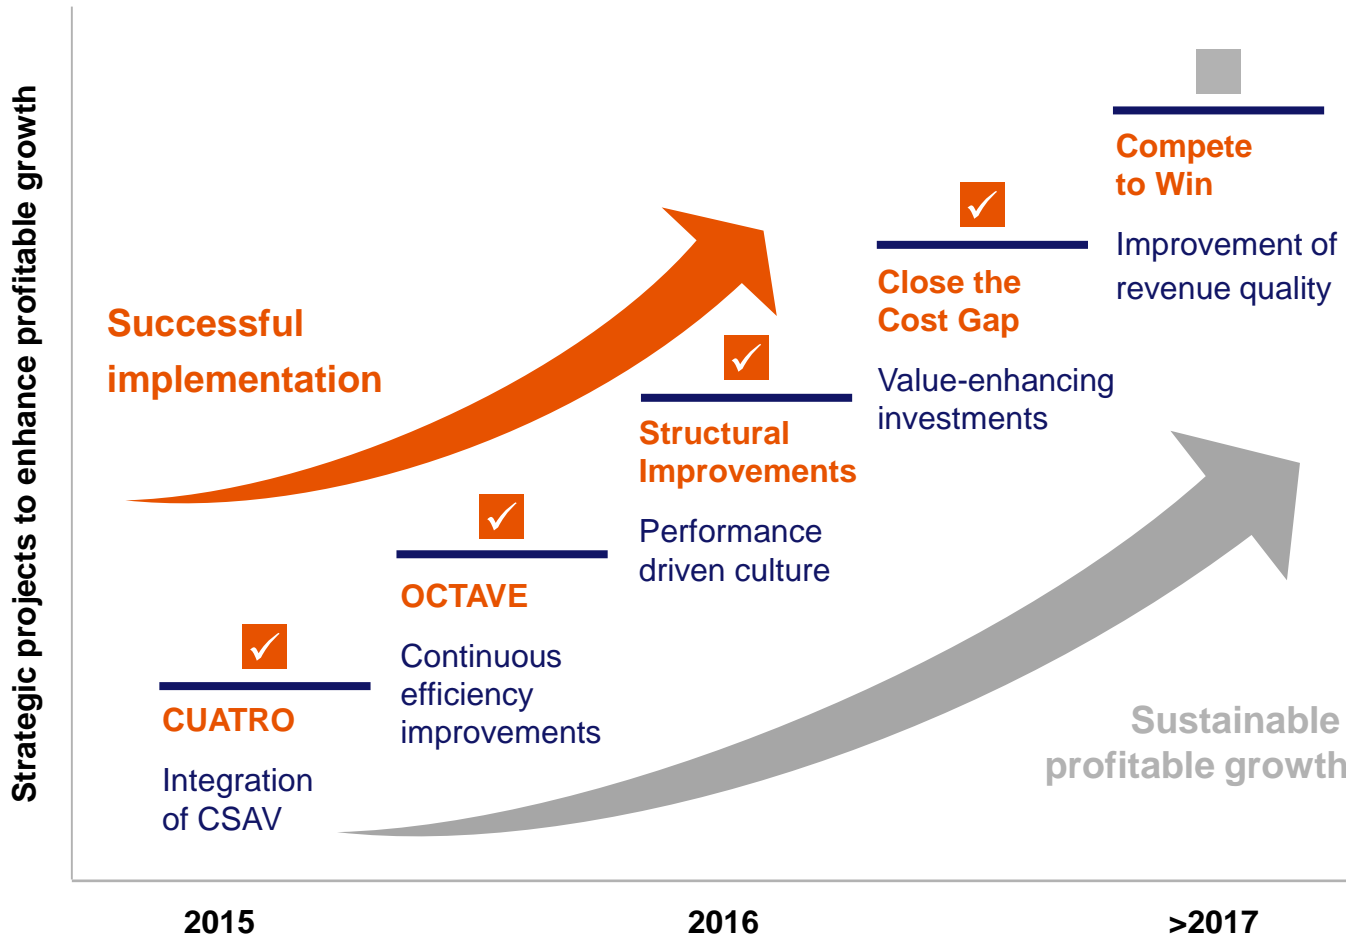 Strategic projects to enhance profitable growth
Successful
implementation
CUATRO
Integration
of CSAV
OCTAVE
Continuous
efficiency
improvements
Structural
Improvements
Performance
driven culture
Close the
Cost Gap
Value-enhancing
investments
Compete
to Win
Improvement of
revenue quality
Sustainable
profitable growth
2015
2016
>2017